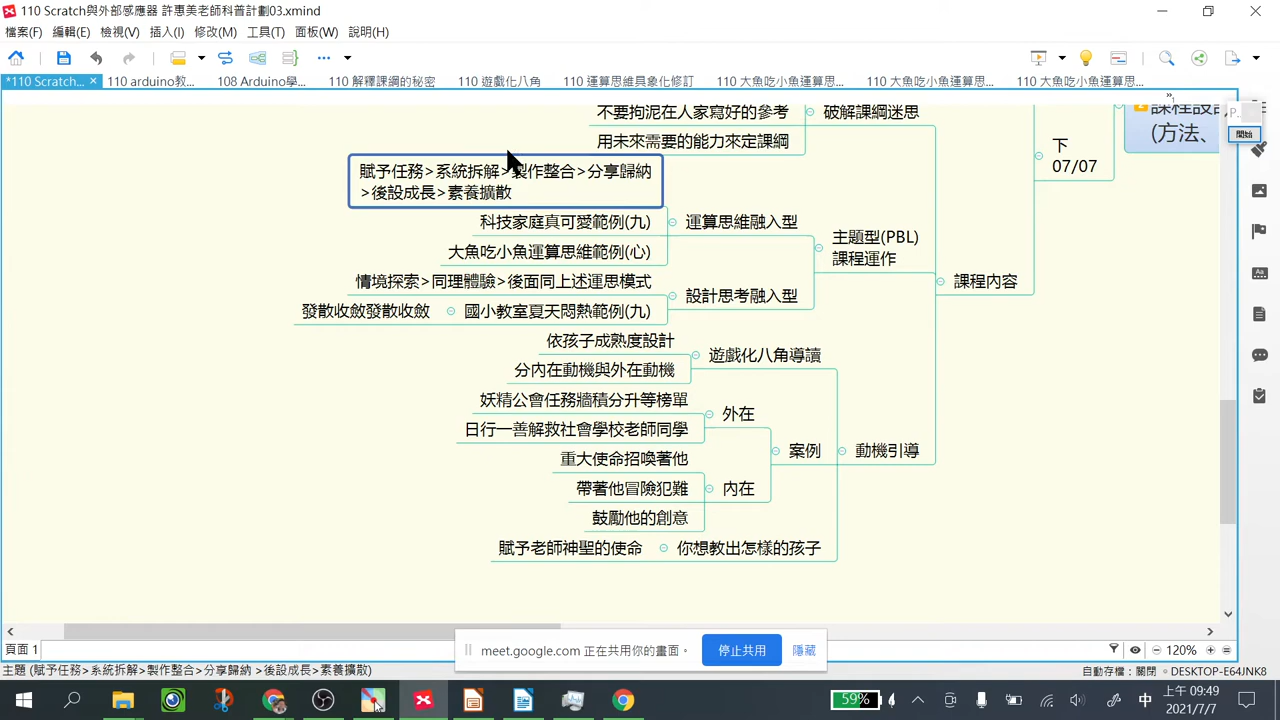 110 Scratch與外部感應器 許惠美老師科普計劃03.xmind
檔案(F) 編輯(E) 檢視(V) 插入(I) 修改(M) 工具(T) 面板(W) 說明(H)
*110 Scratch... 110 arduino教... 108 Arduino學... 110 解釋課綱的秘密 110 遊戲化八角 110 運算思維具象化修訂 110 大魚吃小魚運算思... 110 大魚吃小魚運算思... 110 大魚吃小魚運算思...
不要拘泥在人家寫好的參考
破解課綱迷思
用未來需要的能力來定課綱
下
07/07
(方法、
開始
賦予任務>系統拆解>製作整合>分享歸納
>後設成長>素養擴散
科技家庭真可愛範例(九)
運算思維融入型
大魚吃小魚運算思維範例(心)
主題型(PBL)
課程運作
情境探索>同理體驗>後面同上述運思模式
設計思考融入型
發散收斂發散收斂
國小教室夏天悶熱範例(九)
課程內容
依孩子成熟度設計
遊戲化八角導讀
分內在動機與外在動機
妖精公會任務牆積分升等榜單
外在
日行一善解救社會學校老師同學
案例
動機引導
重大使命招喚著他
帶著他冒險犯難
內在
鼓勵他的創意
賦予老師神聖的使命
你想教出怎樣的孩子
頁面 1
meet.google.com 正在共用你的畫面。 停止共用 隱藏
120%
主題 (賦予任務>系統拆解>製作整合>分享歸納 >後設成長>素養擴散)
自動存檔：關閉 DESKTOP-E64JNK8
59%
中
上午 09:49
2021/7/7